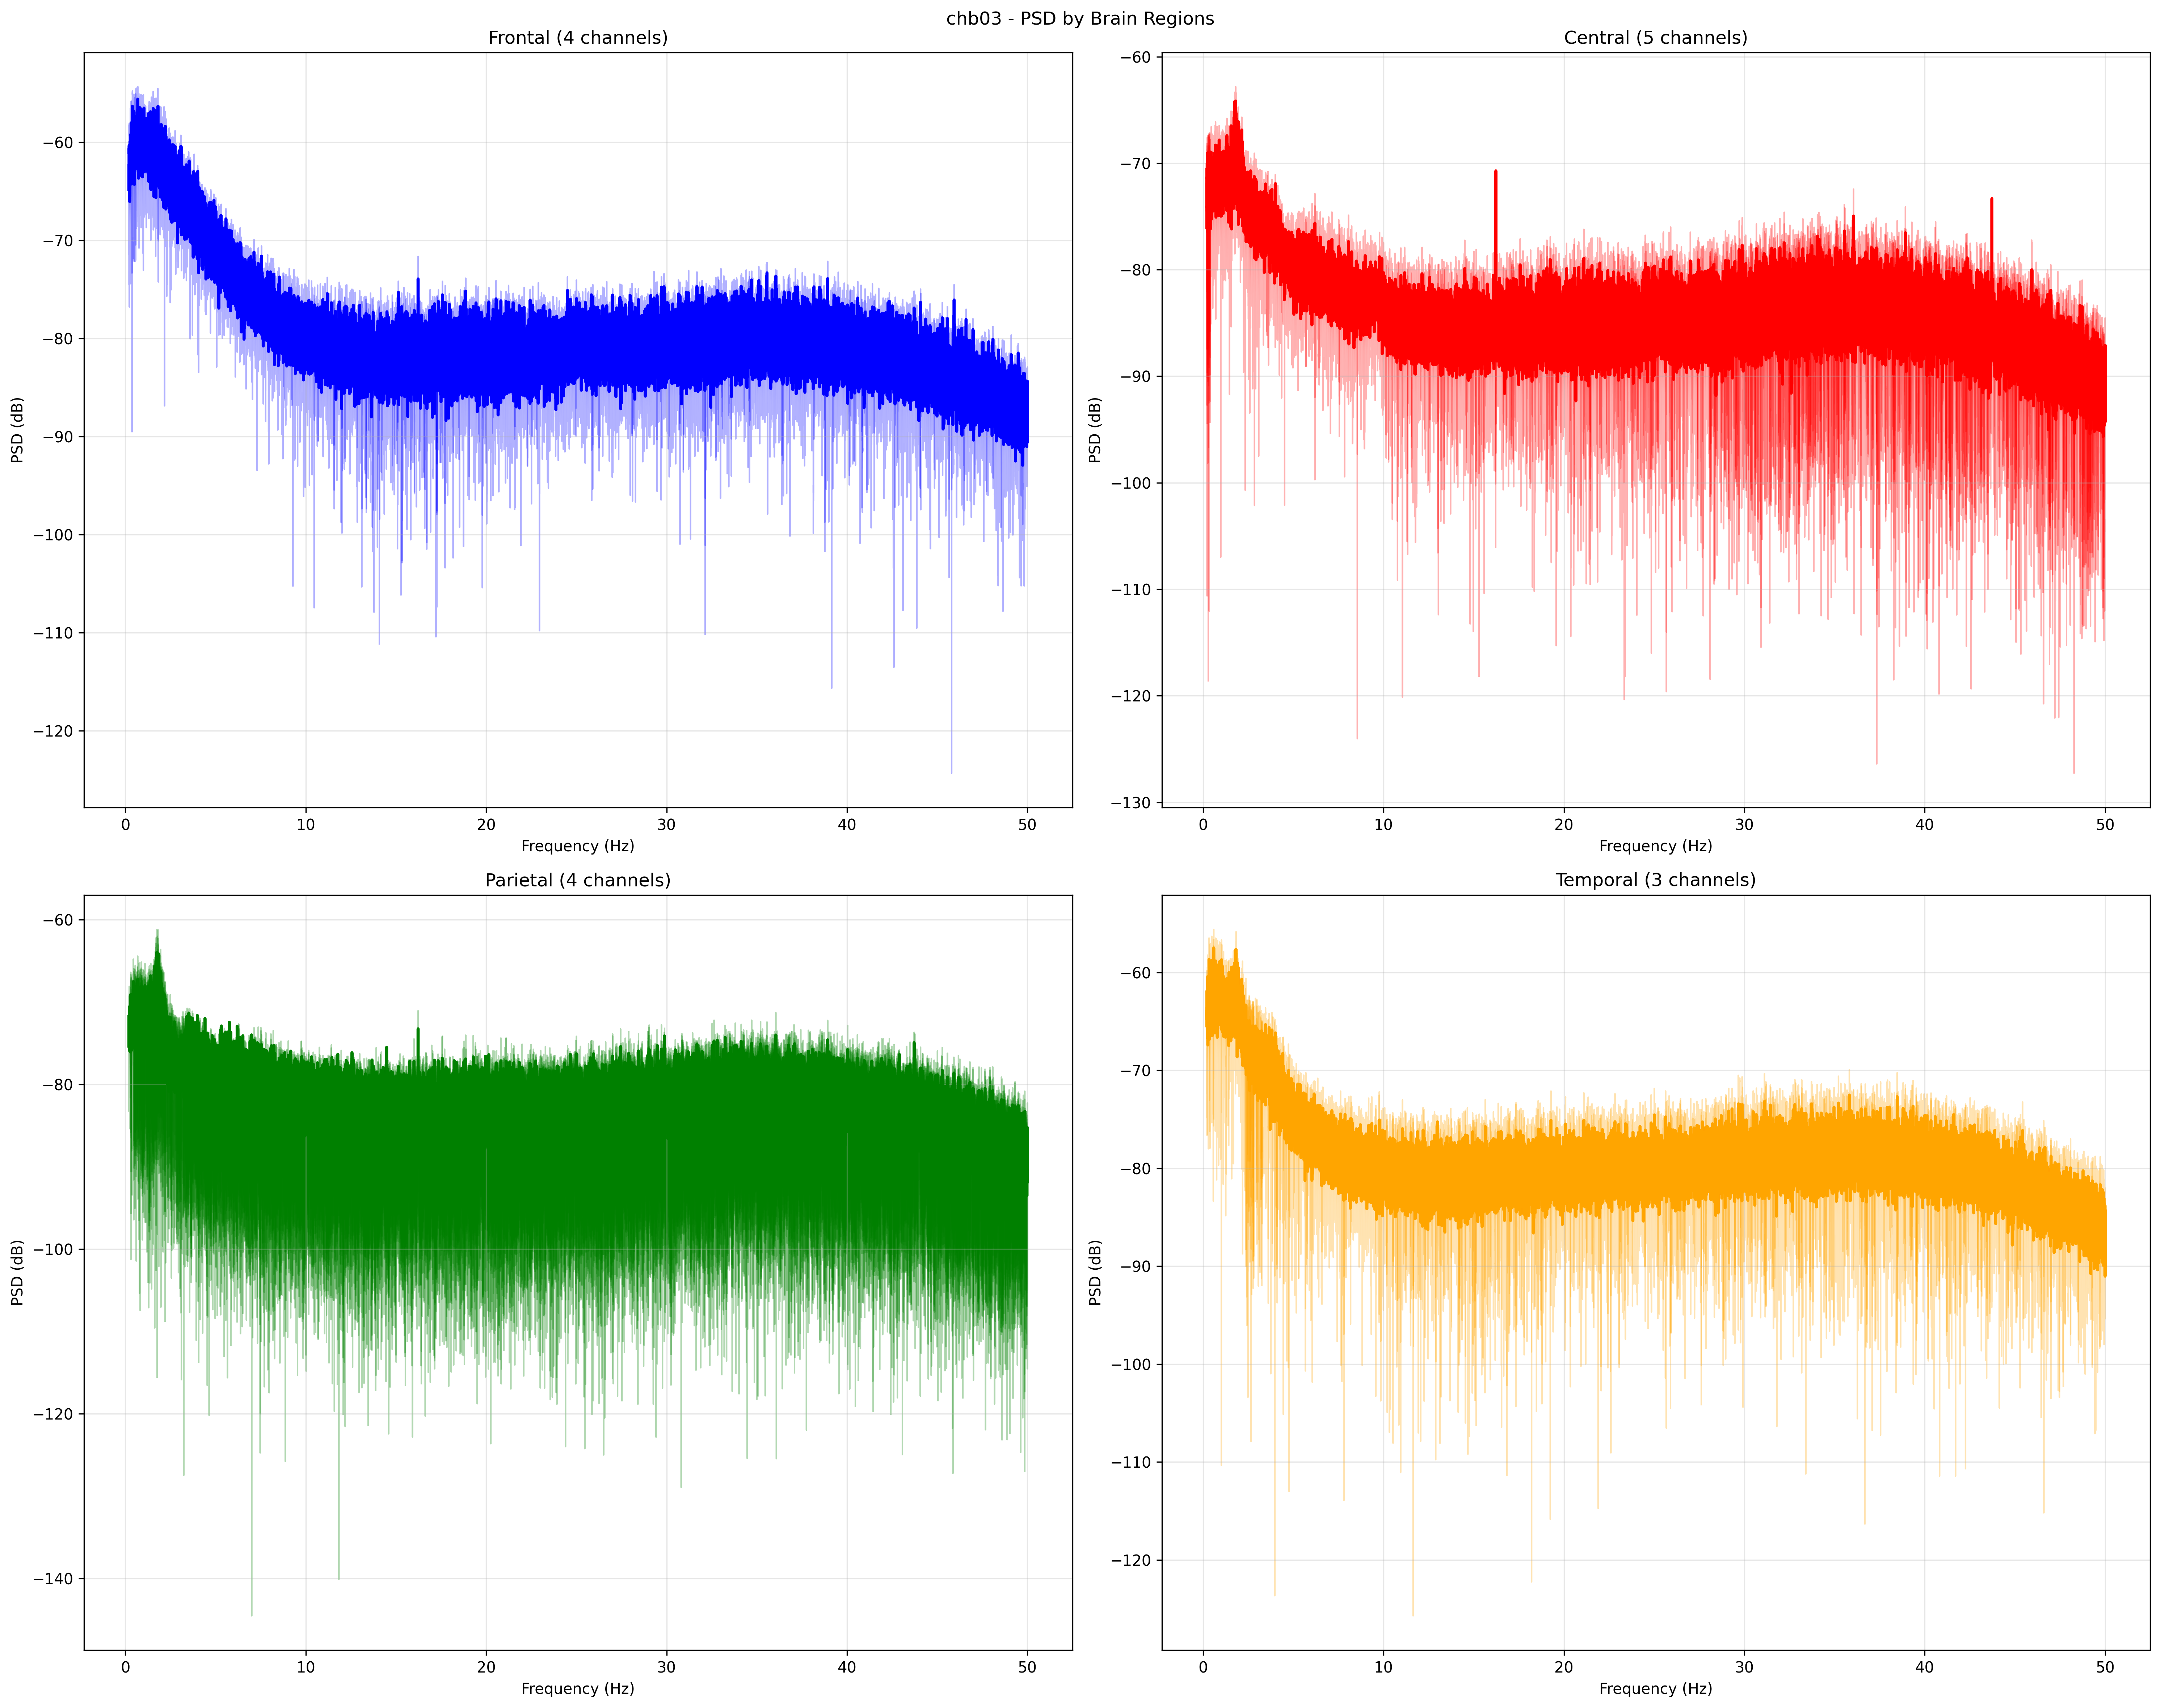 chb03 - PSD by Brain Regions
Frontal (4 channels)
Central (5 channels)
PSD (dB)
−60
−70
−80
−90
−100
−110
−120
0 10 20 30 40 50
Frequency (Hz)
PSD (dB)
−60
−70
−80
−90
−100
−110
−120
−130
0 10 20 30 40 50
Frequency (Hz)
Parietal (4 channels)
Temporal (3 channels)
PSD (dB)
−60
−80
−100
−120
−140
0 10 20 30 40 50
Frequency (Hz)
PSD (dB)
−60
−70
−80
−90
−100
−110
−120
0 10 20 30 40 50
Frequency (Hz)